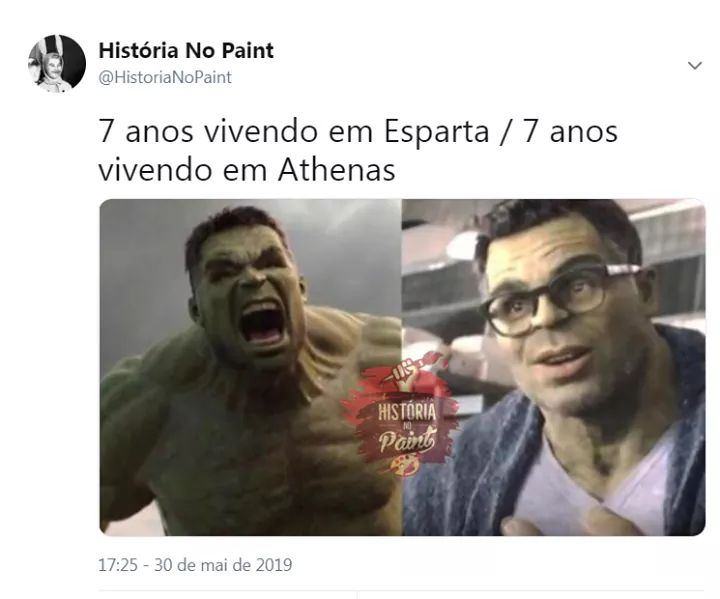 História No Paint
@HistoriaNoPaint
7 anos vivendo em Esparta / 7 anos
vivendo em Athenas
HISTÓRIA
NO
Paint
17:25 - 30 de mai de 2019